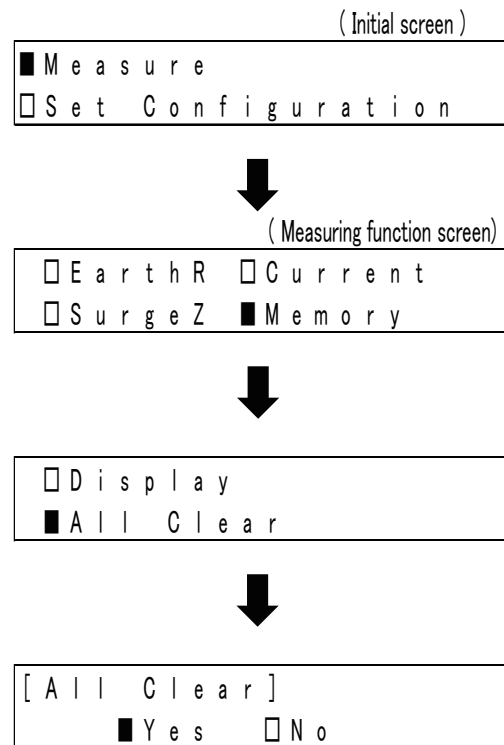 ( Initial screen )
■Measure
□Set Configuration
( Measuring function screen)
□EarthR □Current
□SurgeZ ■Memory
□Display
■All Clear
[All Clear]
■Yes □No